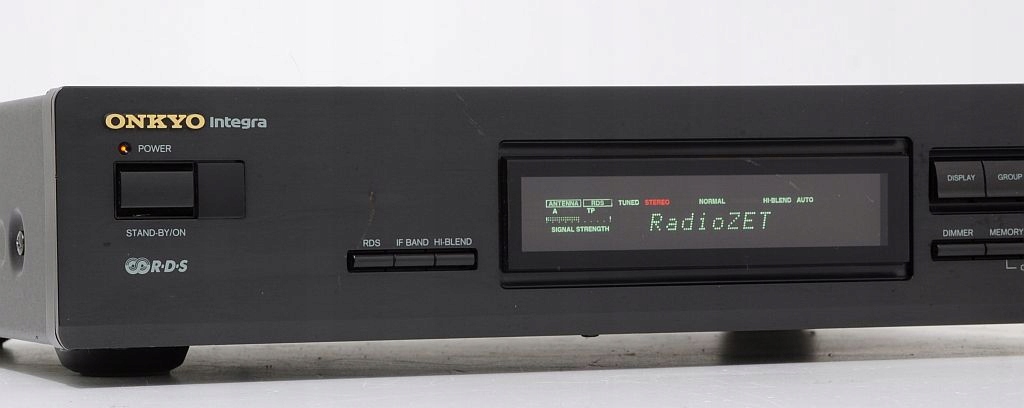 ONKYO Integra
POWER
STAND-BY/ON
R·D·S
RDS IF BAND HI-BLEND
ANTENNA RDS TUNED STEREO NORMAL HI-BLEND AUTO
A TP
SIGNAL STRENGTH
RadioZET
DISPLAY GROUP
DIMMER MEMORY